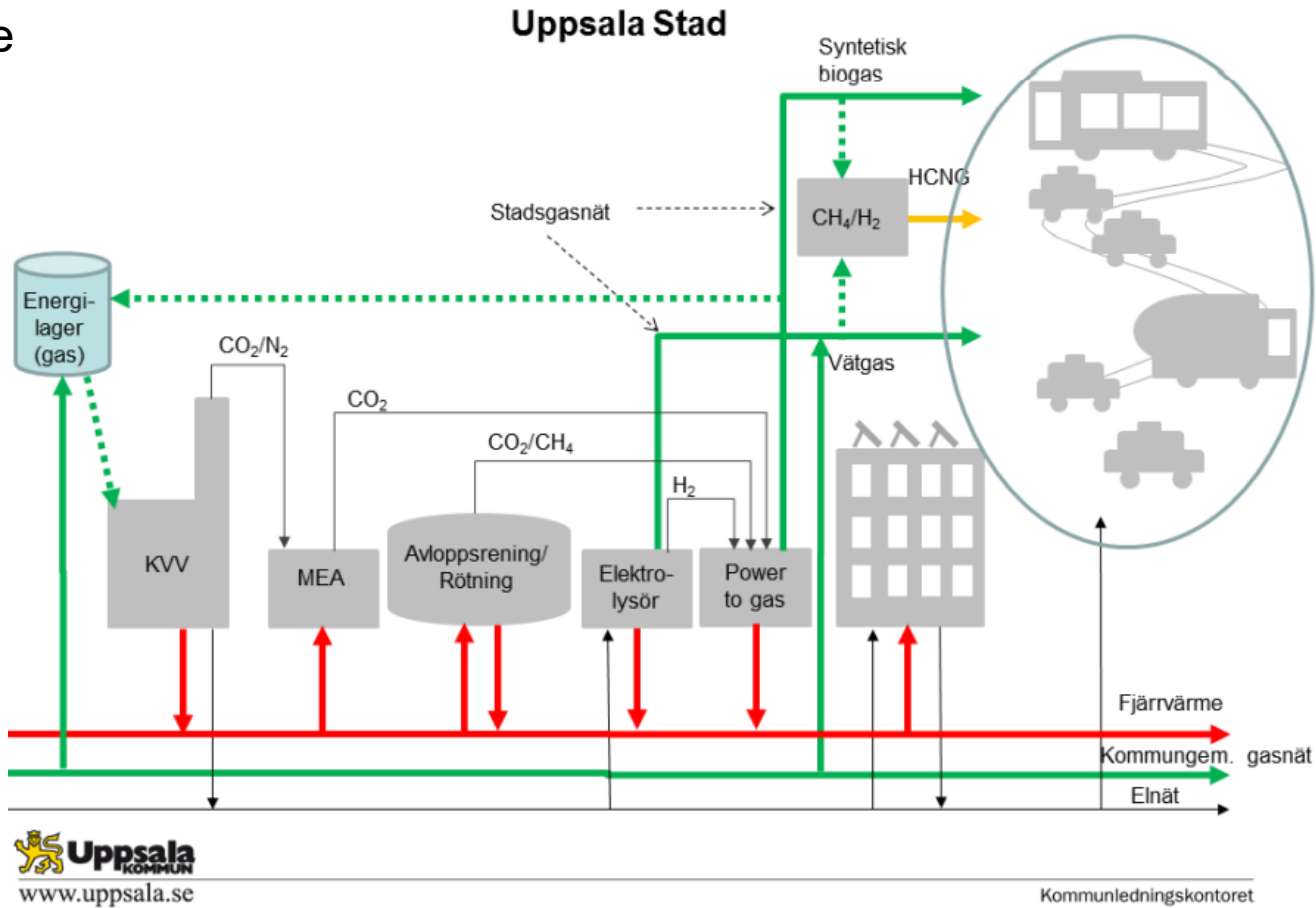 e
Uppsala Stad
Syntetisk
biogas
HCNG
Stadsgasnät
CH₄/H₂
Energi-
lager
(gas)
CO₂/N₂
Vätgas
CO₂
CO₂/CH₄
H₂
KVV
MEA
Avloppsrening/
Rötning
Elektro-
lysör
Power
to gas
Fjärrvärme
Kommungem. gasnät
Elnät
Uppsala
KOMMUN
www.uppsala.se
Kommunledningskontoret